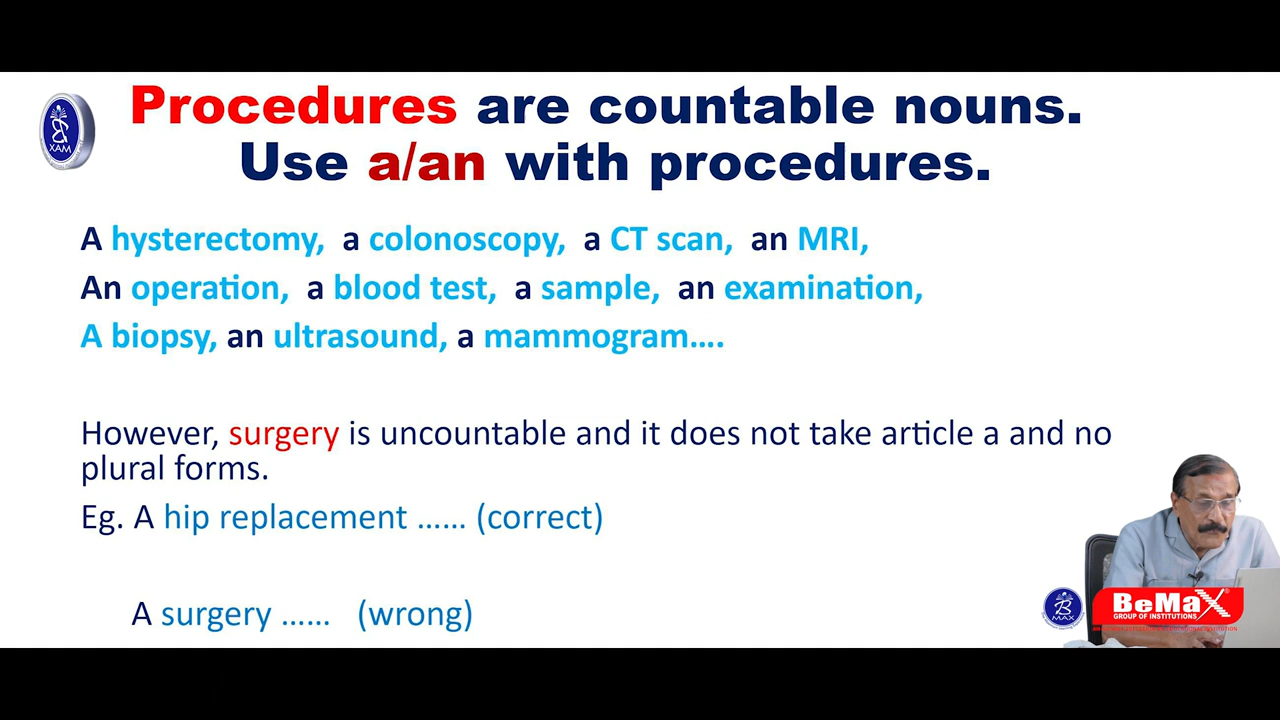 Procedures are countable nouns.
Use a/an with procedures.
XAM
A hysterectomy, a colonoscopy, a CT scan, an MRI,
An operation, a blood test, a sample, an examination,
A biopsy, an ultrasound, a mammogram....
However, surgery is uncountable and it does not take article a and no
plural forms.
Eg. A hip replacement ...... (correct)
A surgery ...... (wrong)
B
MAX
BeMaX®
GROUP OF INSTITUTIONS